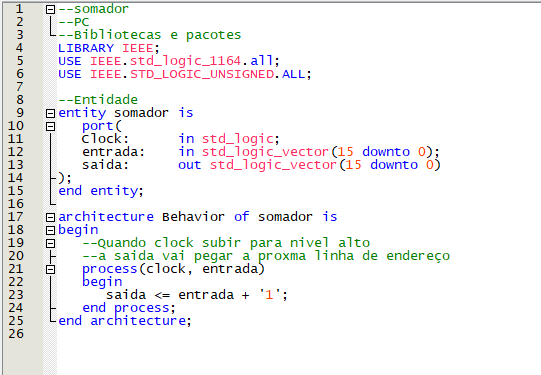 1 --somador
2 --PC
3 --Bibliotecas e pacotes
4 LIBRARY IEEE;
5 USE IEEE.std_logic_1164.all;
6 USE IEEE.STD_LOGIC_UNSIGNED.ALL;
7
8 --Entidade
9 entity somador is
10 port(
11 Clock: in std_logic;
12 entrada: in std_logic_vector(15 downto 0);
13 saida: out std_logic_vector(15 downto 0)
14 );
15 end entity;
16
17 architecture Behavior of somador is
18 begin
19 --Quando clock subir para nivel alto
20 --a saida vai pegar a proxma linha de endereço
21 process(clock, entrada)
22 begin
23 saida <= entrada + '1';
24 end process;
25 end architecture;
26